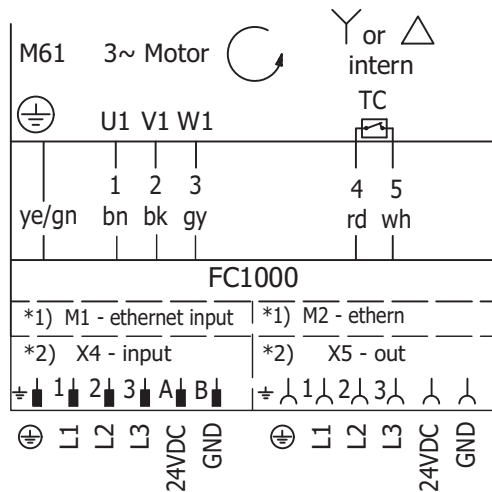 M61 3~ Motor Y or △
intern
TC
U1 V1 W1
1 2 3 4 5
ye/gn bn bk gy rd wh
FC1000
*1) M1 - ethernet input *1) M2 - ethern
*2) X4 - input *2) X5 - out
1 2 3 A B 1 2 3
L1 L2 L3 24VDC GND L1 L2 L3 24VDC GND